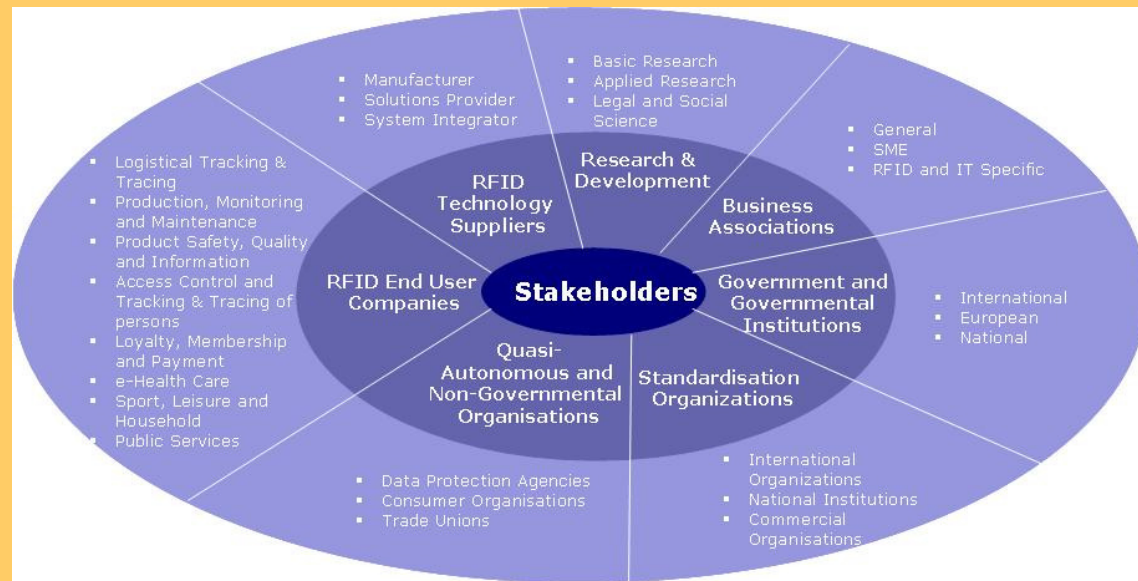 ▪ Manufacturer
▪ Solutions Provider
▪ System Integrator
▪ Basic Research
▪ Applied Research
▪ Legal and Social
Science
▪ General
▪ SME
▪ RFID and IT Specific
▪ Logistical Tracking &
Tracing
▪ Production, Monitoring
and Maintenance
▪ Product Safety, Quality
and Information
▪ Access Control and
Tracking & Tracing of
persons
▪ Loyalty, Membership
and Payment
▪ e-Health Care
▪ Sport, Leisure and
Household
▪ Public Services
RFID
Technology
Suppliers
Research &
Development
Business
Associations
RFID End User
Companies
Stakeholders
Government and
Governmental
Institutions
▪ International
▪ European
▪ National
Quasi-
Autonomous and
Non-Governmental
Organisations
Standardisation
Organizations
▪ Data Protection Agencies
▪ Consumer Organisations
▪ Trade Unions
▪ International
Organizations
▪ National Institutions
▪ Commercial
Organisations